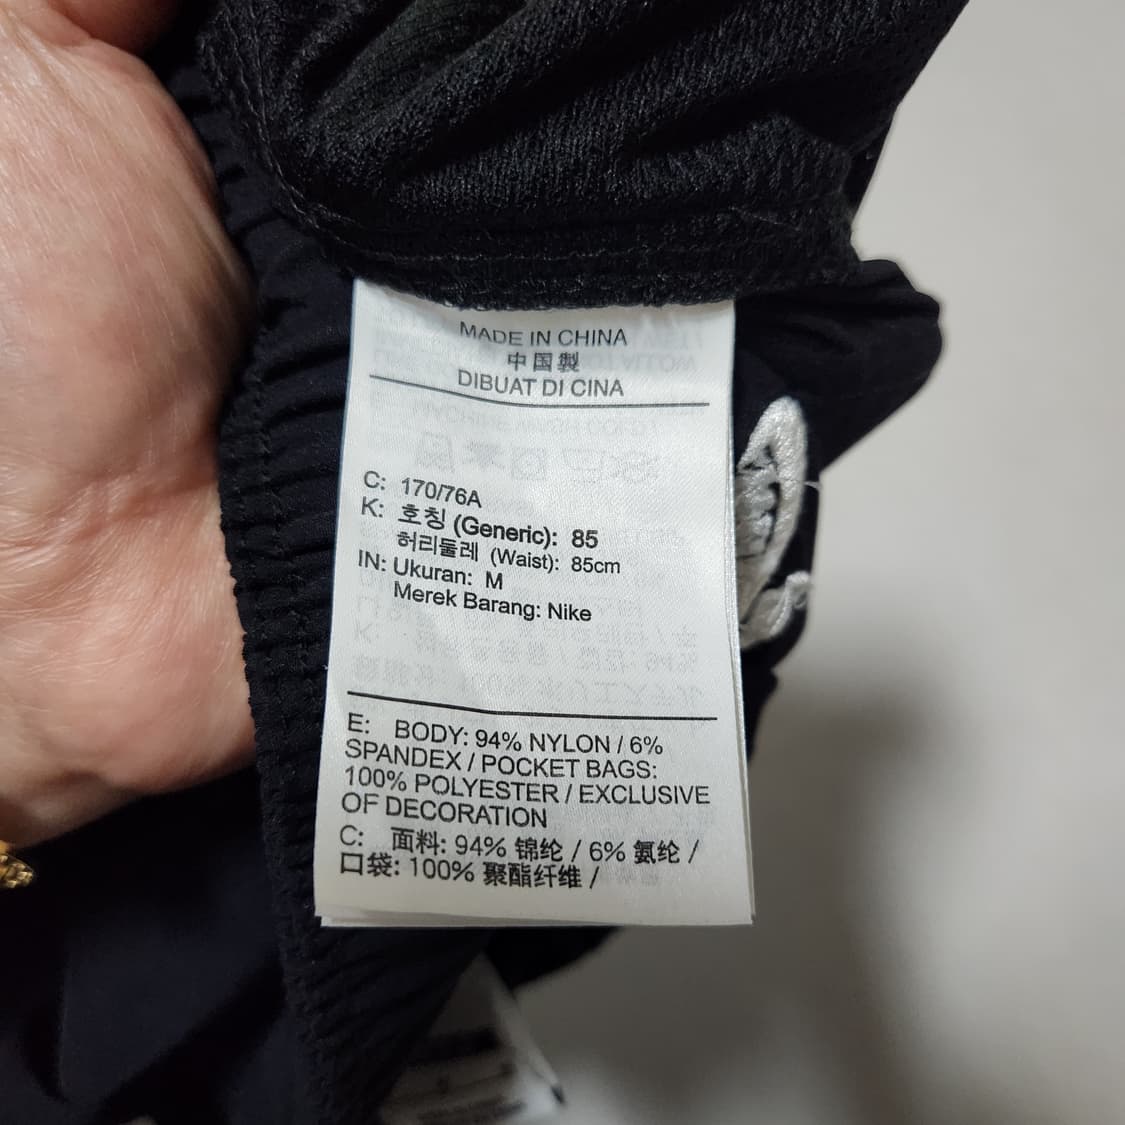 MADE IN CHINA
中国製
DIBUAT DI CINA
C: 170/76A
K: 호칭 (Generic): 85
허리둘레 (Waist): 85cm
IN: Ukuran: M
Merek Barang: Nike
E: BODY: 94% NYLON / 6%
SPANDEX / POCKET BAGS:
100% POLYESTER / EXCLUSIVE
OF DECORATION
C: 面料: 94% 锦纶 / 6% 氨纶 /
口袋: 100% 聚酯纤维 /